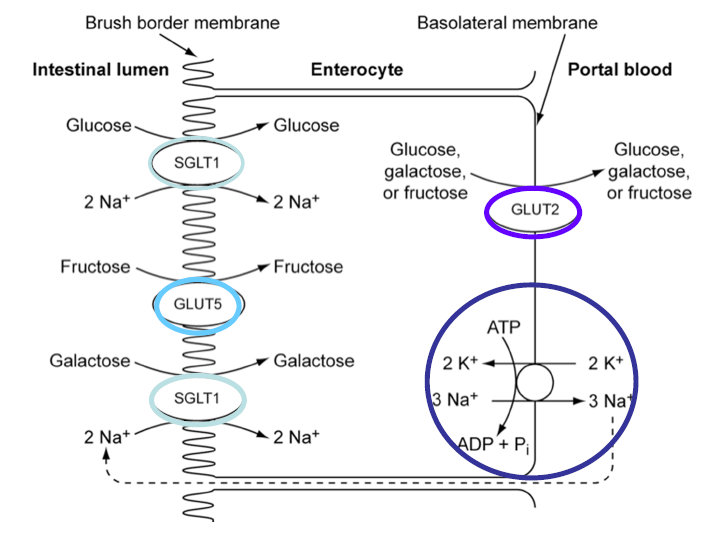 Brush border membrane
Basolateral membrane
Intestinal lumen
Enterocyte
Portal blood
Glucose
Glucose
SGLT1
2 Na⁺
2 Na⁺
Glucose,
galactose,
or fructose
Glucose,
galactose,
or fructose
GLUT2
Fructose
Fructose
GLUT5
Galactose
Galactose
SGLT1
2 Na⁺
2 Na⁺
ATP
2 K⁺
2 K⁺
3 Na⁺
3 Na⁺
ADP + Pᵢ